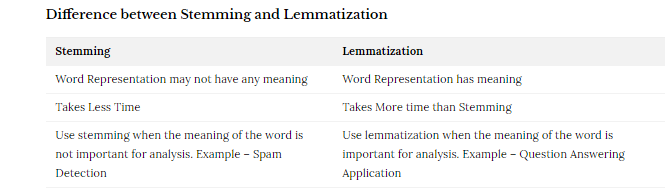 Difference between Stemming and Lemmatization
Stemming Lemmatization
Word Representation may not have any meaning Word Representation has meaning
Takes Less Time Takes More time than Stemming
Use stemming when the meaning of the word is Use lemmatization when the meaning of the word is
not important for analysis. Example – Spam important for analysis. Example – Question Answering
Detection Application